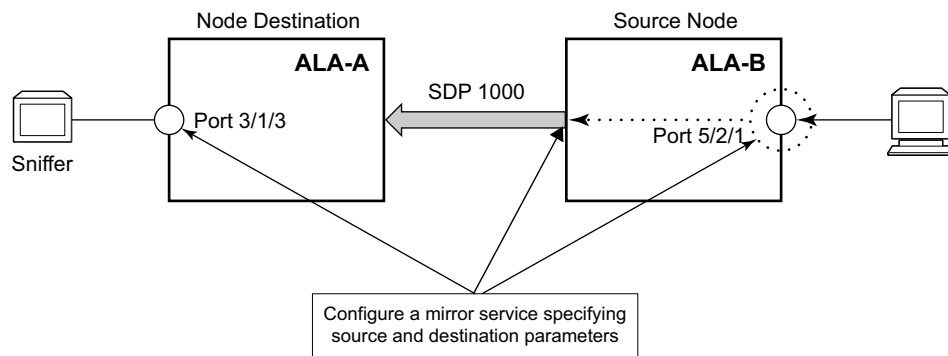 Node Destination
Source Node
ALA-A
ALA-B
SDP 1000
Port 3/1/3
Port 5/2/1
Sniffer
Configure a mirror service specifying
source and destination parameters